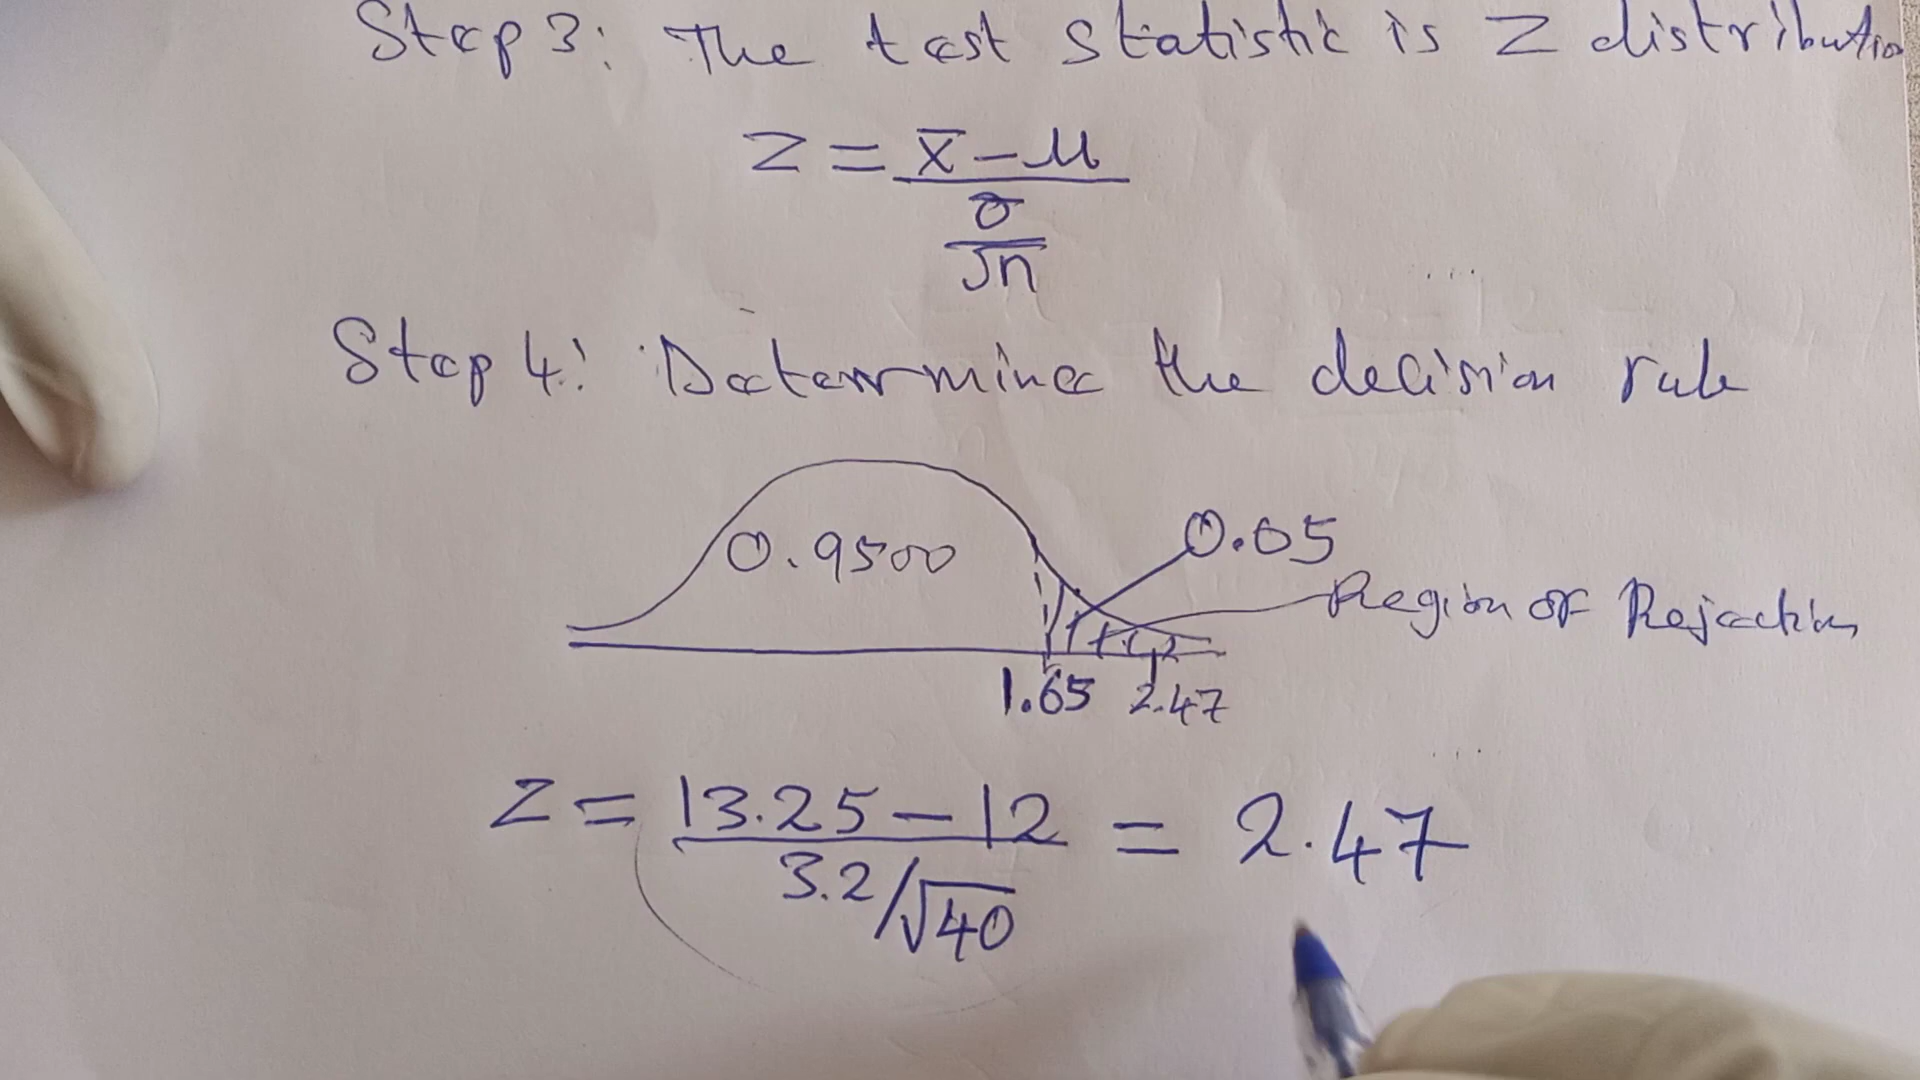 Step 3: The test statistic is Z distribution
Z = x̄ - μ
σ
√n
Step 4: Determine the decision rule
0.9500
0.05
Region of Rejection
1.65 2.47
Z = 13.25 - 12 = 2.47
3.2/√40